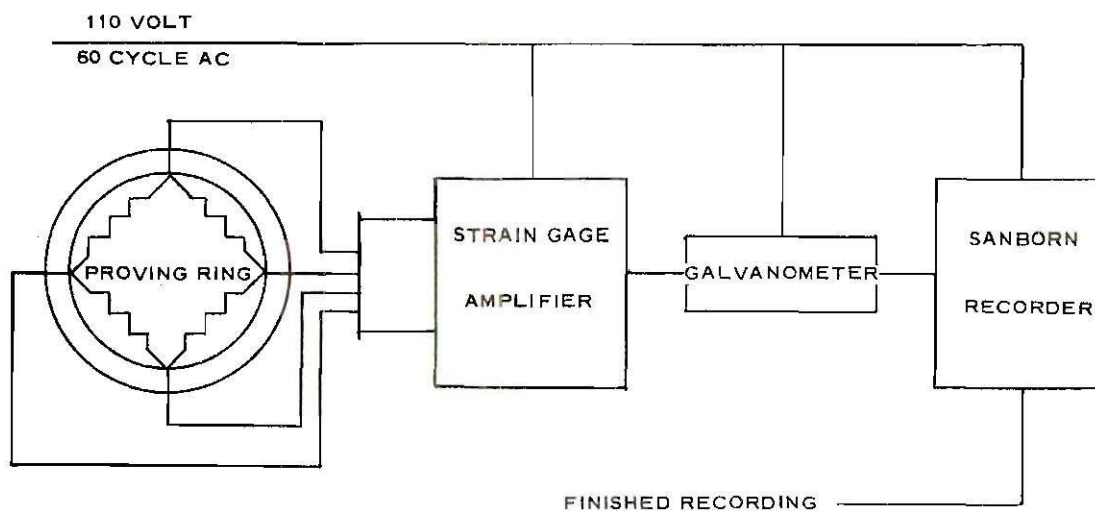 110 VOLT
60 CYCLE AC
PROVING RING
STRAIN GAGE
AMPLIFIER
GALVANOMETER
SANBORN
RECORDER
FINISHED RECORDING